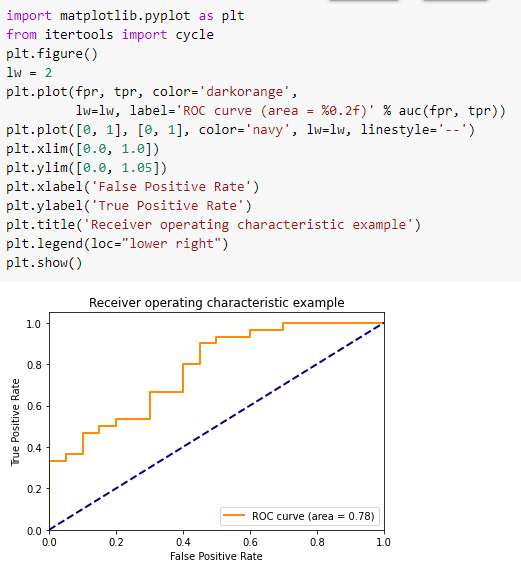 import matplotlib.pyplot as plt
from itertools import cycle
plt.figure()
lw = 2
plt.plot(fpr, tpr, color='darkorange',
         lw=lw, label='ROC curve (area = %0.2f)' % auc(fpr, tpr))
plt.plot([0, 1], [0, 1], color='navy', lw=lw, linestyle='--')
plt.xlim([0.0, 1.0])
plt.ylim([0.0, 1.05])
plt.xlabel('False Positive Rate')
plt.ylabel('True Positive Rate')
plt.title('Receiver operating characteristic example')
plt.legend(loc="lower right")
plt.show()
Receiver operating characteristic example
1.0
0.8
0.6
0.4
0.2
0.0
True Positive Rate
ROC curve (area = 0.78)
0.0 0.2 0.4 0.6 0.8 1.0
False Positive Rate